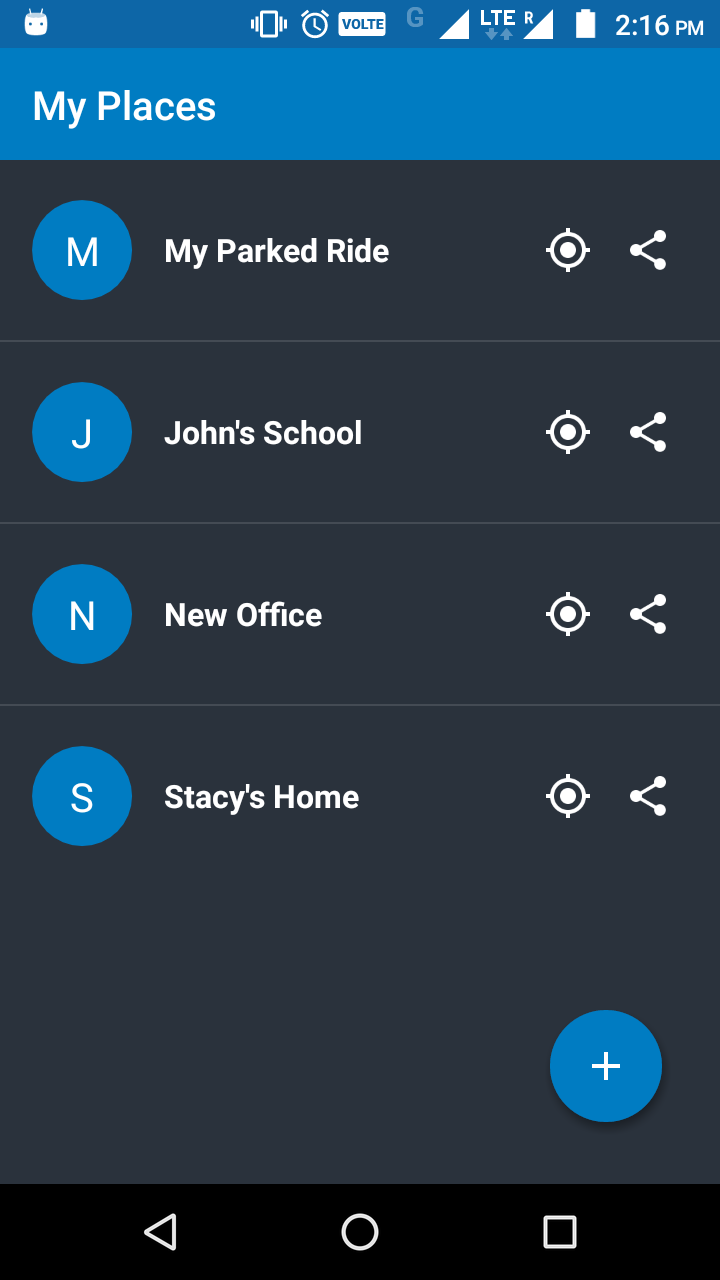 VOLTE G LTE R 2:16 PM
My Places
M My Parked Ride
J John's School
N New Office
S Stacy's Home